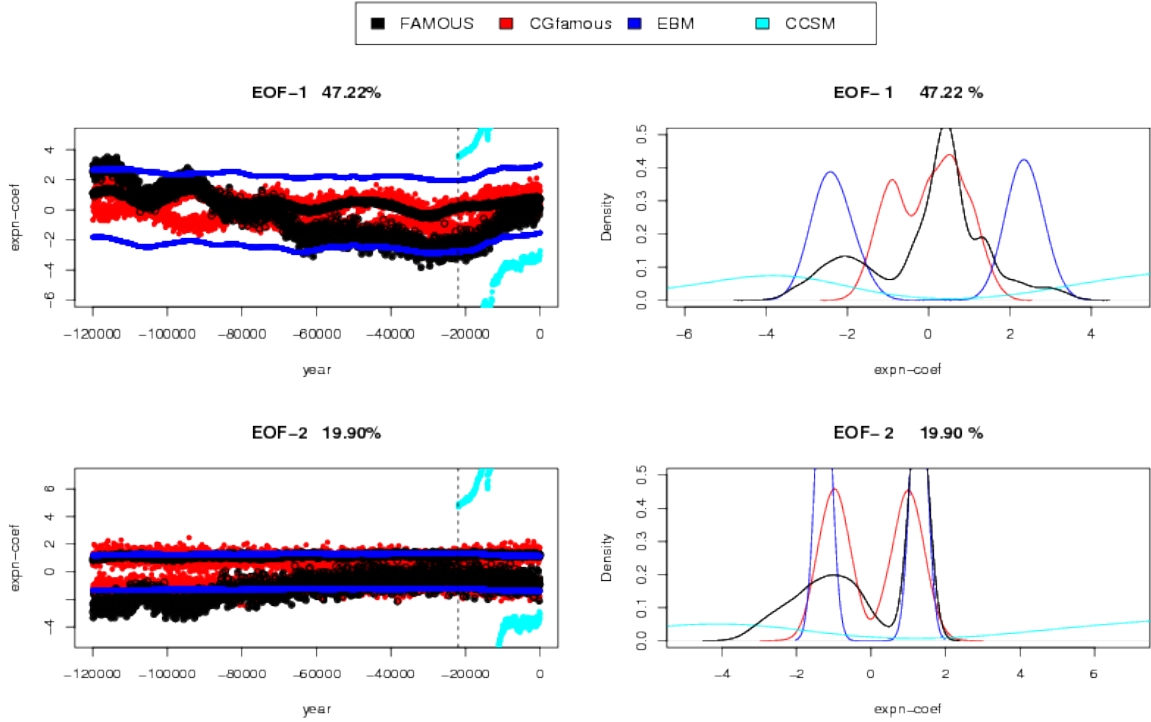 FAMOUS CGfamous EBM CCSM
EOF-1 47.22%
expn-coef
4
2
0
-2
-4
-6
-120000 -100000 -80000 -60000 -40000 -20000 0
year
EOF- 1 47.22 %
Density
0.5
0.4
0.3
0.2
0.1
0.0
-6 -4 -2 0 2 4
expn-coef
EOF-2 19.90%
expn-coef
6
4
2
0
-4
-120000 -100000 -80000 -60000 -40000 -20000 0
year
EOF- 2 19.90 %
Density
0.5
0.4
0.3
0.2
0.1
0.0
-4 -2 0 2 4 6
expn-coef